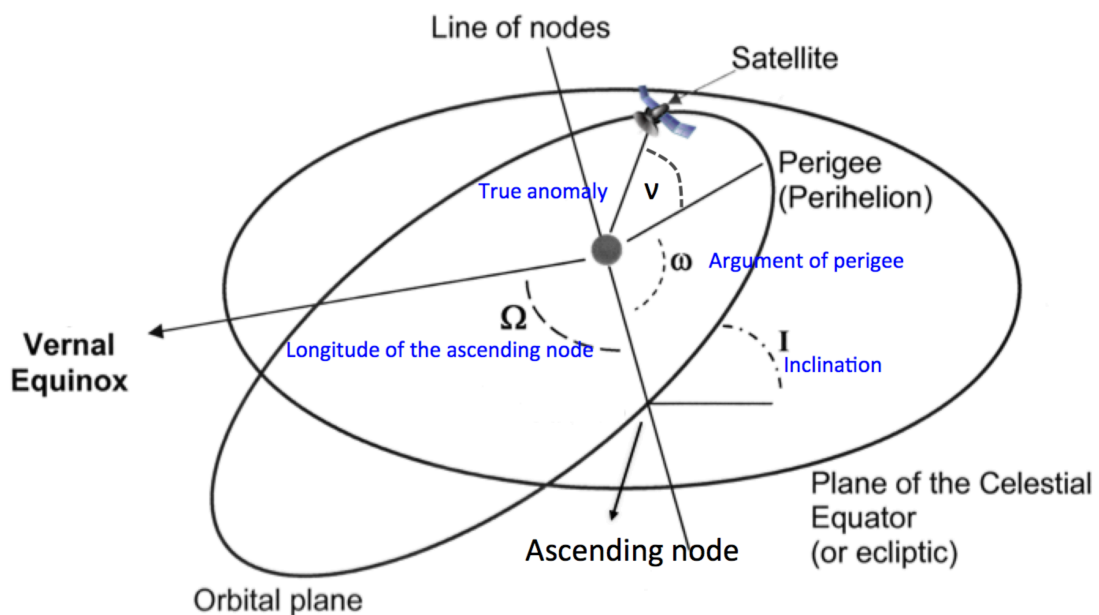 Line of nodes
Satellite
Perigee
(Perihelion)
True anomaly
ν
ω
Argument of perigee
Ω
Vernal
Equinox
Longitude of the ascending node
I
Inclination
Plane of the Celestial
Equator
(or ecliptic)
Ascending node
Orbital plane